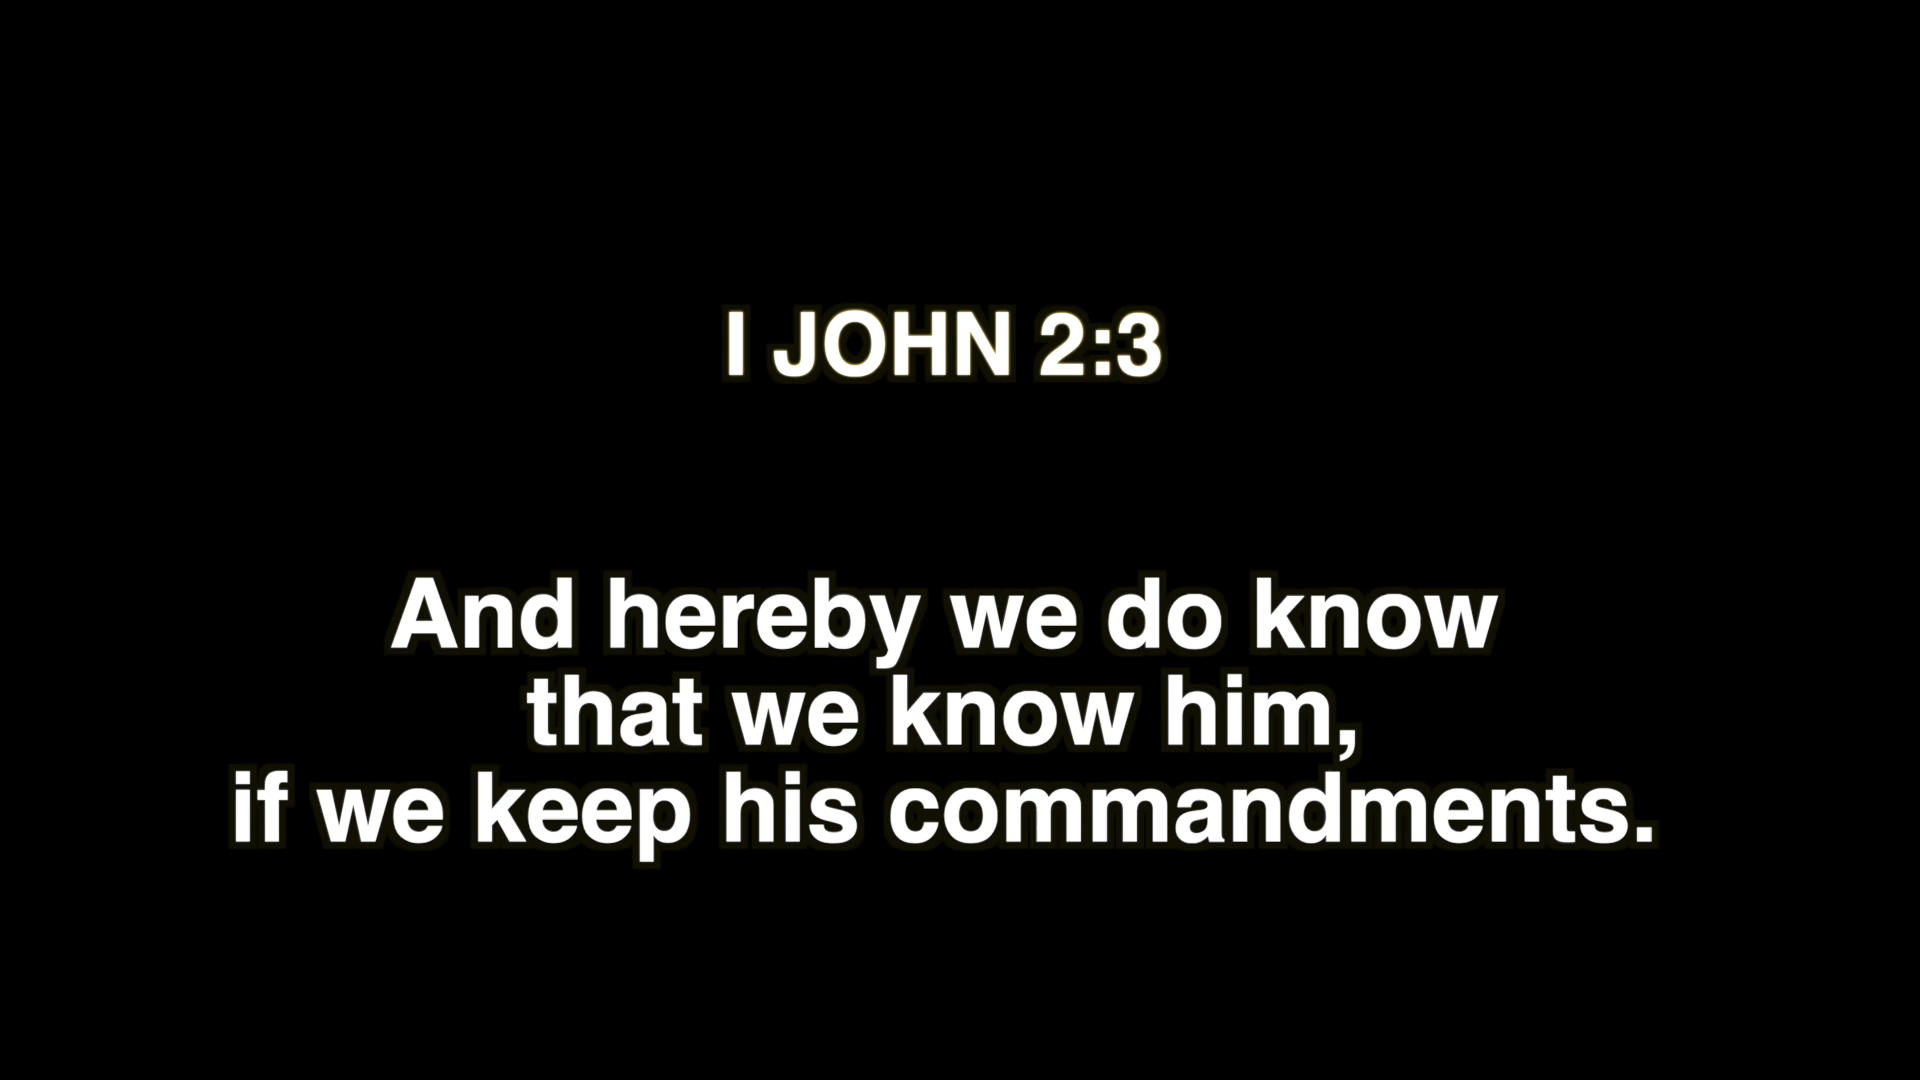 I JOHN 2:3
And hereby we do know
that we know him,
if we keep his commandments.